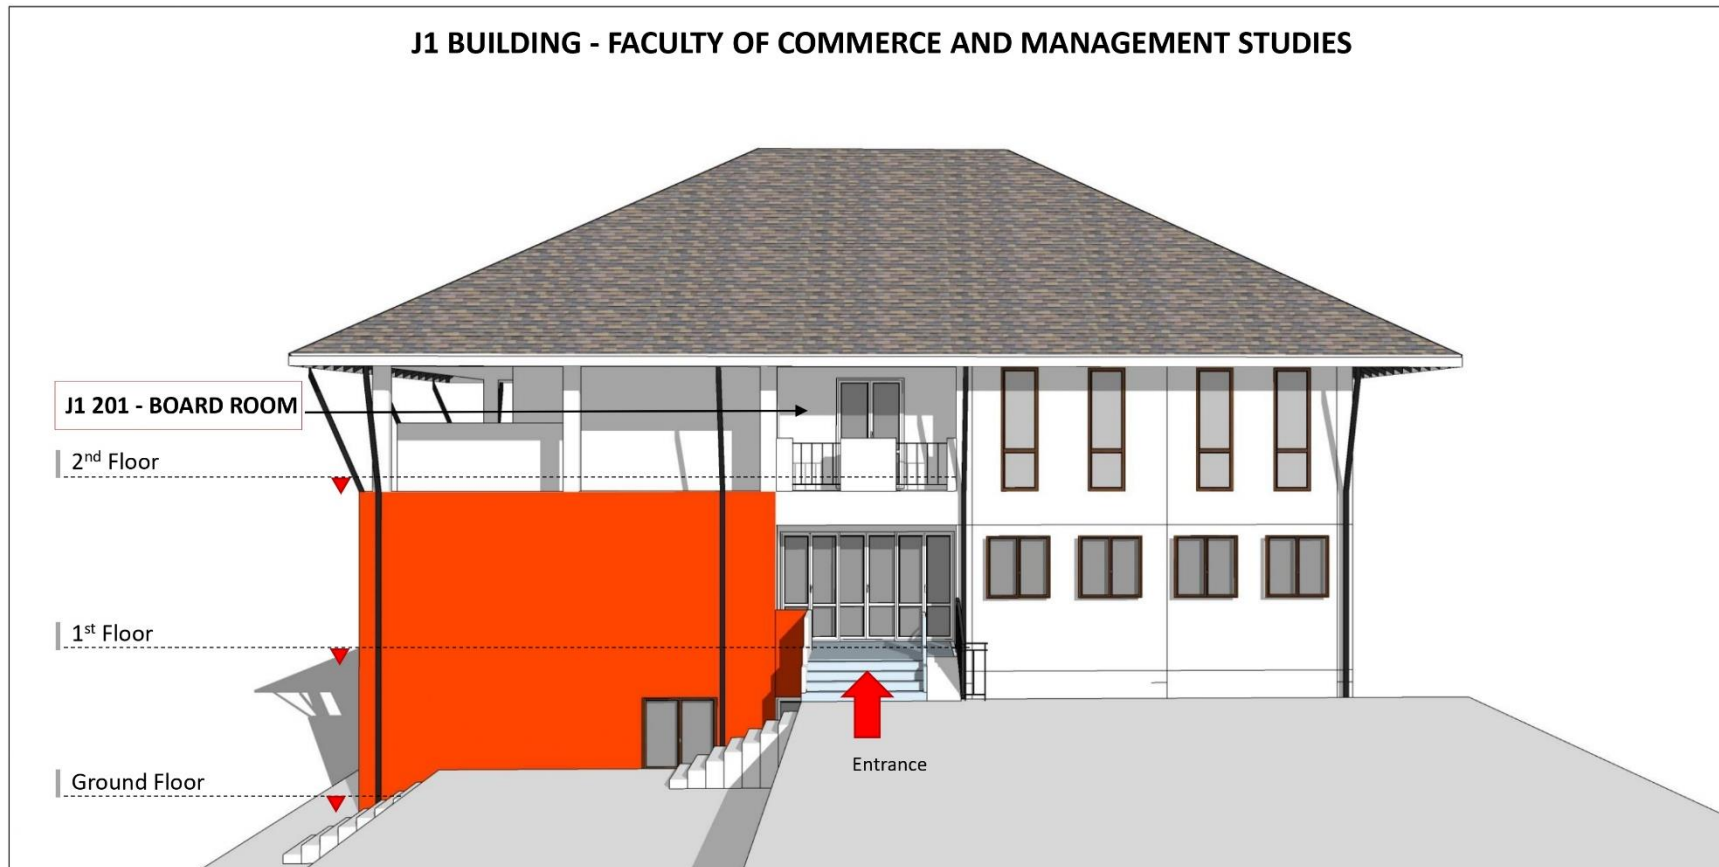 J1 BUILDING - FACULTY OF COMMERCE AND MANAGEMENT STUDIES
J1 201 - BOARD ROOM
2nd Floor
1st Floor
Ground Floor
Entrance